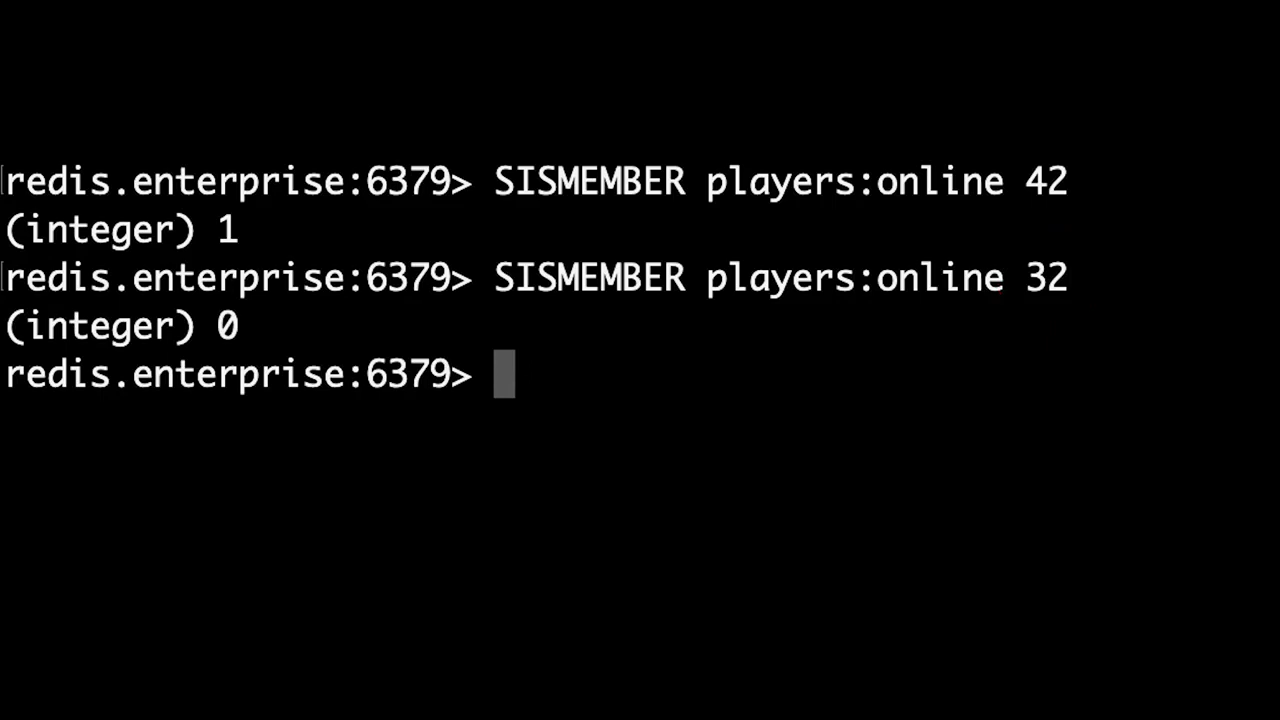 redis.enterprise:6379> SISMEMBER players:online 42
(integer) 1
redis.enterprise:6379> SISMEMBER players:online 32
(integer) 0
redis.enterprise:6379>